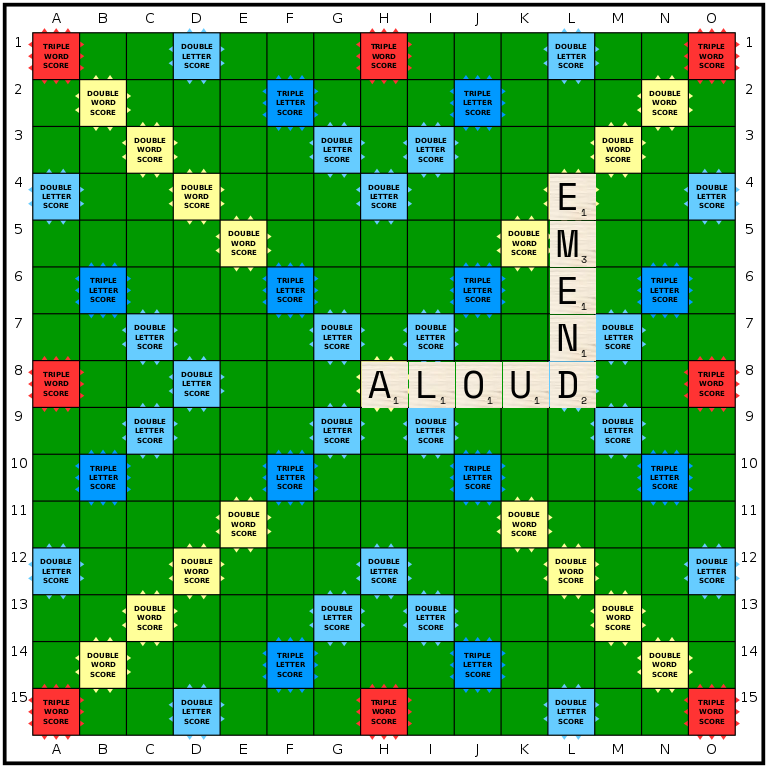 A B C D E F G H I J K L M N O
1 TRIPLE DOUBLE TRIPLE DOUBLE TRIPLE 1
WORD LETTER WORD LETTER WORD
SCORE SCORE SCORE SCORE SCORE
2 DOUBLE TRIPLE TRIPLE DOUBLE 2
WORD LETTER LETTER WORD
SCORE SCORE SCORE SCORE
3 DOUBLE DOUBLE DOUBLE DOUBLE 3
WORD LETTER LETTER WORD
SCORE SCORE SCORE SCORE
4 DOUBLE DOUBLE DOUBLE DOUBLE 4
LETTER WORD LETTER E1 LETTER
SCORE SCORE SCORE SCORE
5 DOUBLE DOUBLE 5
WORD WORD M3
SCORE SCORE
6 TRIPLE TRIPLE TRIPLE TRIPLE 6
LETTER LETTER LETTER E1 LETTER
SCORE SCORE SCORE SCORE
7 DOUBLE DOUBLE DOUBLE DOUBLE 7
LETTER LETTER LETTER N1 LETTER
SCORE SCORE SCORE SCORE
8 TRIPLE DOUBLE TRIPLE 8
WORD LETTER A1 L1 O1 U1 D2 WORD
SCORE SCORE SCORE
9 DOUBLE DOUBLE DOUBLE DOUBLE 9
LETTER LETTER LETTER LETTER
SCORE SCORE SCORE SCORE
10 TRIPLE TRIPLE TRIPLE TRIPLE 10
LETTER LETTER LETTER LETTER
SCORE SCORE SCORE SCORE
11 DOUBLE DOUBLE 11
WORD WORD
SCORE SCORE
12 DOUBLE DOUBLE DOUBLE DOUBLE DOUBLE 12
LETTER WORD LETTER WORD LETTER
SCORE SCORE SCORE SCORE SCORE
13 DOUBLE DOUBLE DOUBLE DOUBLE 13
WORD LETTER LETTER WORD
SCORE SCORE SCORE SCORE
14 DOUBLE TRIPLE TRIPLE DOUBLE 14
WORD LETTER LETTER WORD
SCORE SCORE SCORE SCORE
15 TRIPLE DOUBLE TRIPLE DOUBLE TRIPLE 15
WORD LETTER WORD LETTER WORD
SCORE SCORE SCORE SCORE SCORE
A B C D E F G H I J K L M N O